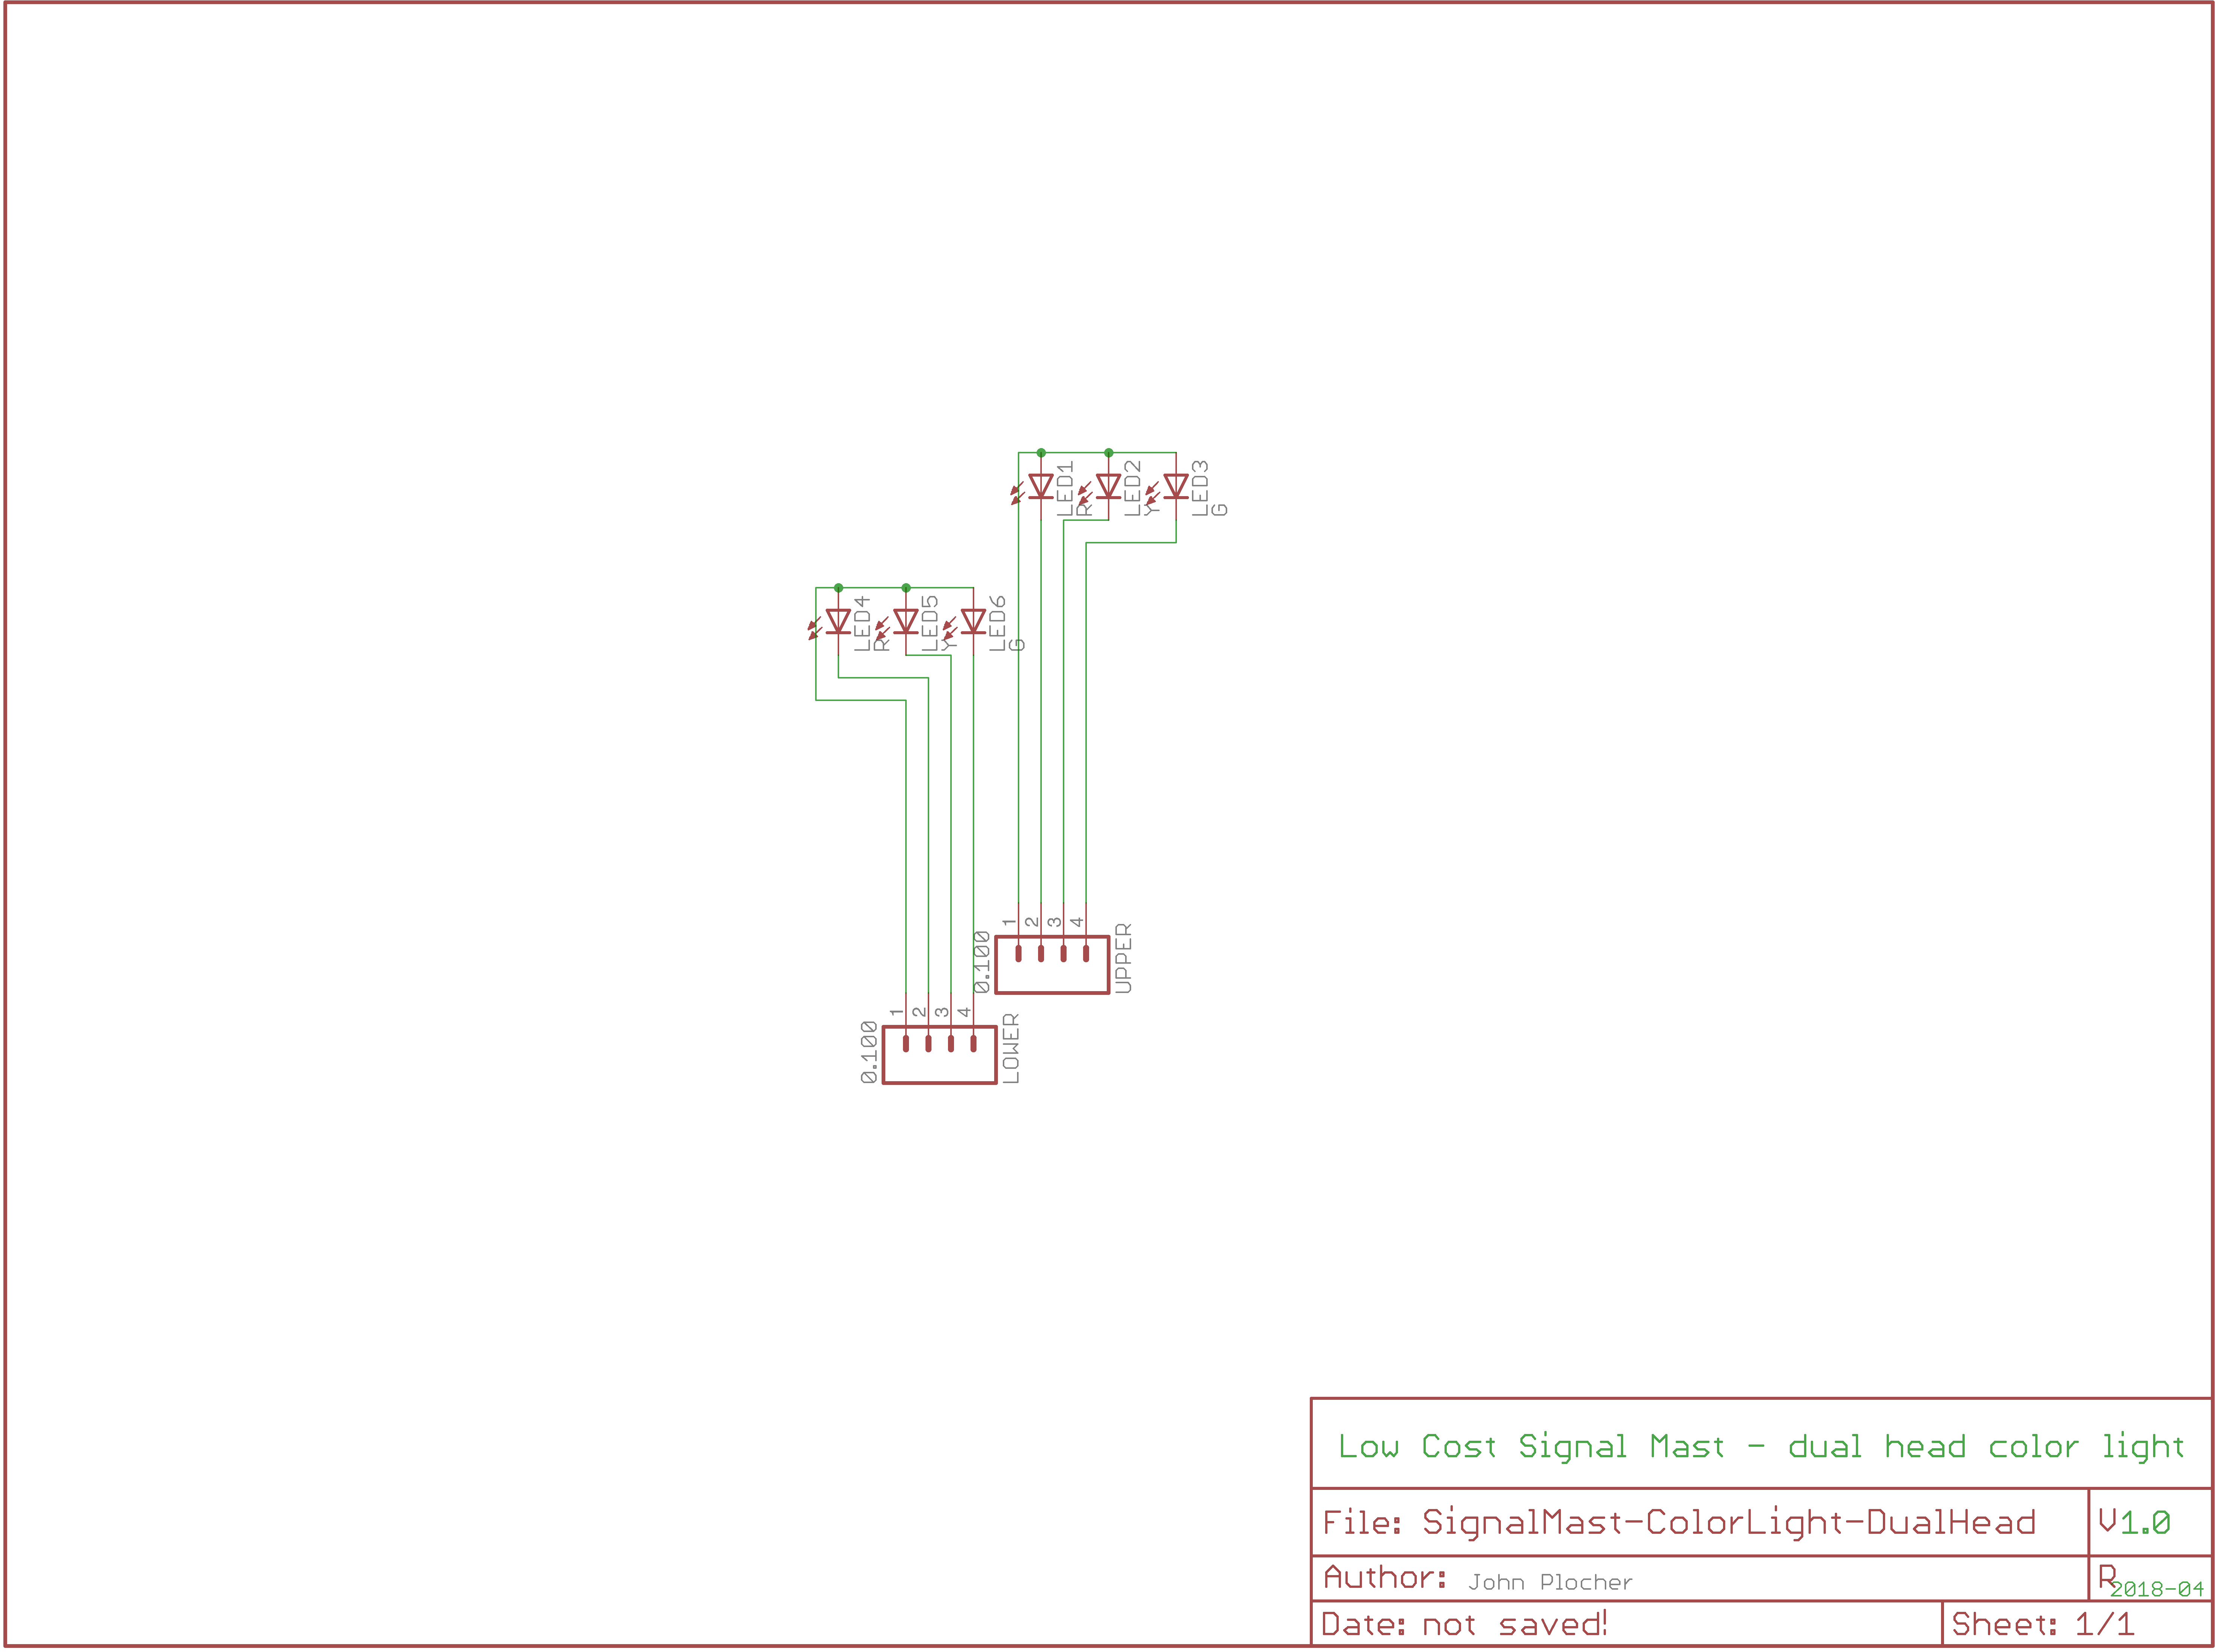 LED1
R
LED2
Y
LED3
G
LED4
R
LED5
Y
LED6
G
1
2
3
4
0.100
UPPER
1
2
3
4
0.100
LOWER
Low Cost Signal Mast - dual head color light
File: SignalMast-ColorLight-DualHead
V1.0
Author: John Plocher
R
2018-04
Date: not saved!
Sheet: 1/1